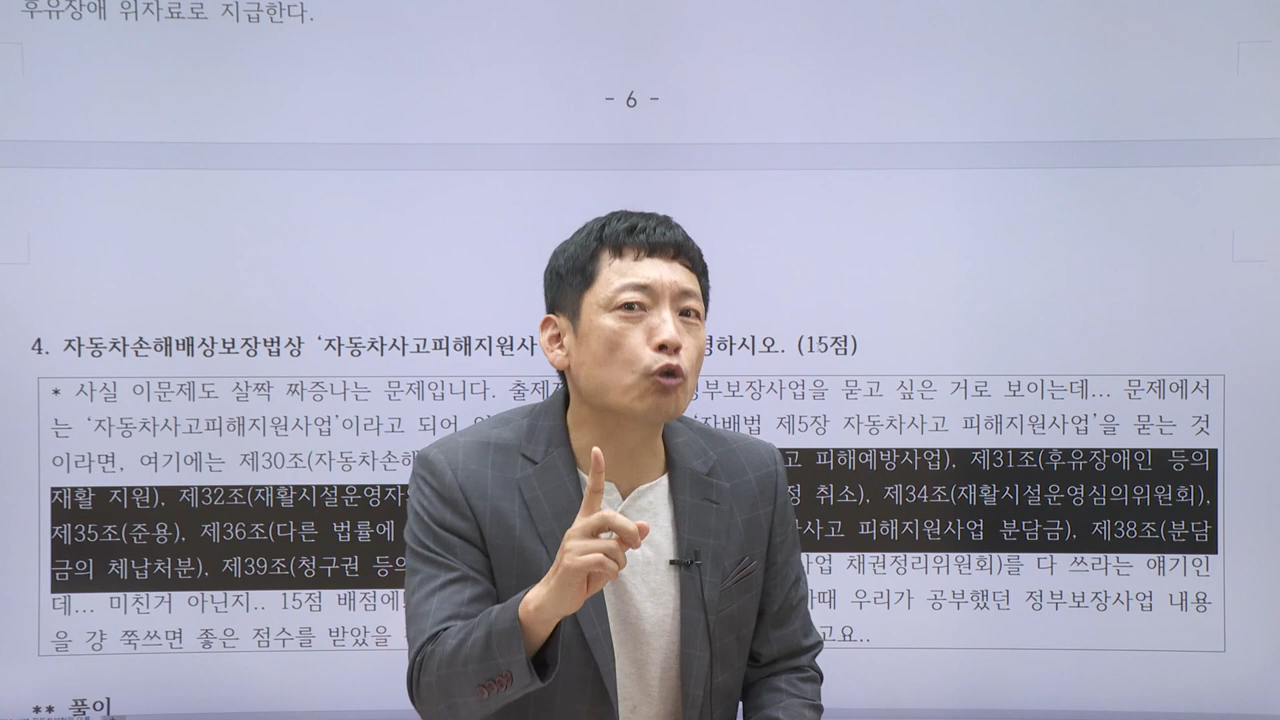 후유장애 위자료로 지급한다.
- 6 -
4. 자동차손해배상보장법상 ‘자동차사고피해지원사 명하시오. (15점)
* 사실 이문제도 살짝 짜증나는 문제입니다. 출제 정부보장사업을 묻고 싶은 거로 보이는데... 문제에서
는 ‘자동차사고피해지원사업’이라고 되어 자배법 제5장 자동차사고 피해지원사업’을 묻는 것
이라면, 여기에는 제30조(자동차손해 고 피해예방사업), 제31조(후유장애인 등의
재활 지원), 제32조(재활시설운영자 정 취소), 제34조(재활시설운영심의위원회),
제35조(준용), 제36조(다른 법률에 사고 피해지원사업 분담금), 제38조(분담
금의 체납처분), 제39조(청구권 등의 사업 채권정리위원회)를 다 쓰라는 얘기인
데... 미친거 아닌지.. 15점 배점에 우리가 공부했던 정부보장사업 내용
을 걍 쭉쓰면 좋은 점수를 받았을 고요..
** 풀이